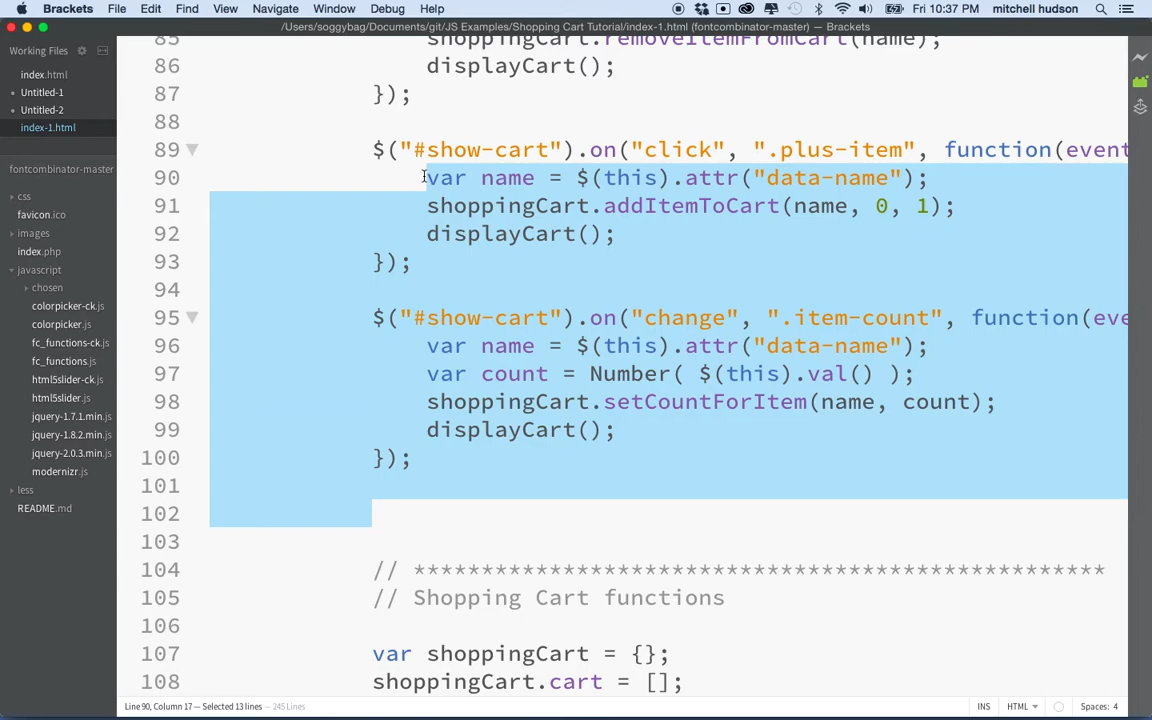 Brackets File Edit Find View Navigate Window Debug Help Fri 10:37 PM mitchell hudson
/Users/soggybag/Documents/git/JS Examples/Shopping Cart Tutorial/index-1.html (fontcombinator-master) — Brackets
Working Files
index.html
Untitled-1
Untitled-2
index-1.html
fontcombinator-master
css
favicon.ico
images
index.php
javascript
chosen
colorpicker-ck.js
colorpicker.js
fc_functions-ck.js
fc_functions.js
html5slider-ck.js
html5slider.js
jquery-1.7.1.min.js
jquery-1.8.2.min.js
jquery-2.0.3.min.js
modernizr.js
less
README.md
85 shoppingCart.removeItemFromCart(name);
86 displayCart();
87 });
88
89 $("#show-cart").on("click", ".plus-item", function(event
90 var name = $(this).attr("data-name");
91 shoppingCart.addItemToCart(name, 0, 1);
92 displayCart();
93 });
94
95 $("#show-cart").on("change", ".item-count", function(eve
96 var name = $(this).attr("data-name");
97 var count = Number( $(this).val() );
98 shoppingCart.setCountForItem(name, count);
99 displayCart();
100 });
101
102
103
104 // ***************************************************
105 // Shopping Cart functions
106
107 var shoppingCart = {};
108 shoppingCart.cart = [];
Line 90, Column 17 — Selected 13 lines — 245 Lines INS HTML Spaces: 4